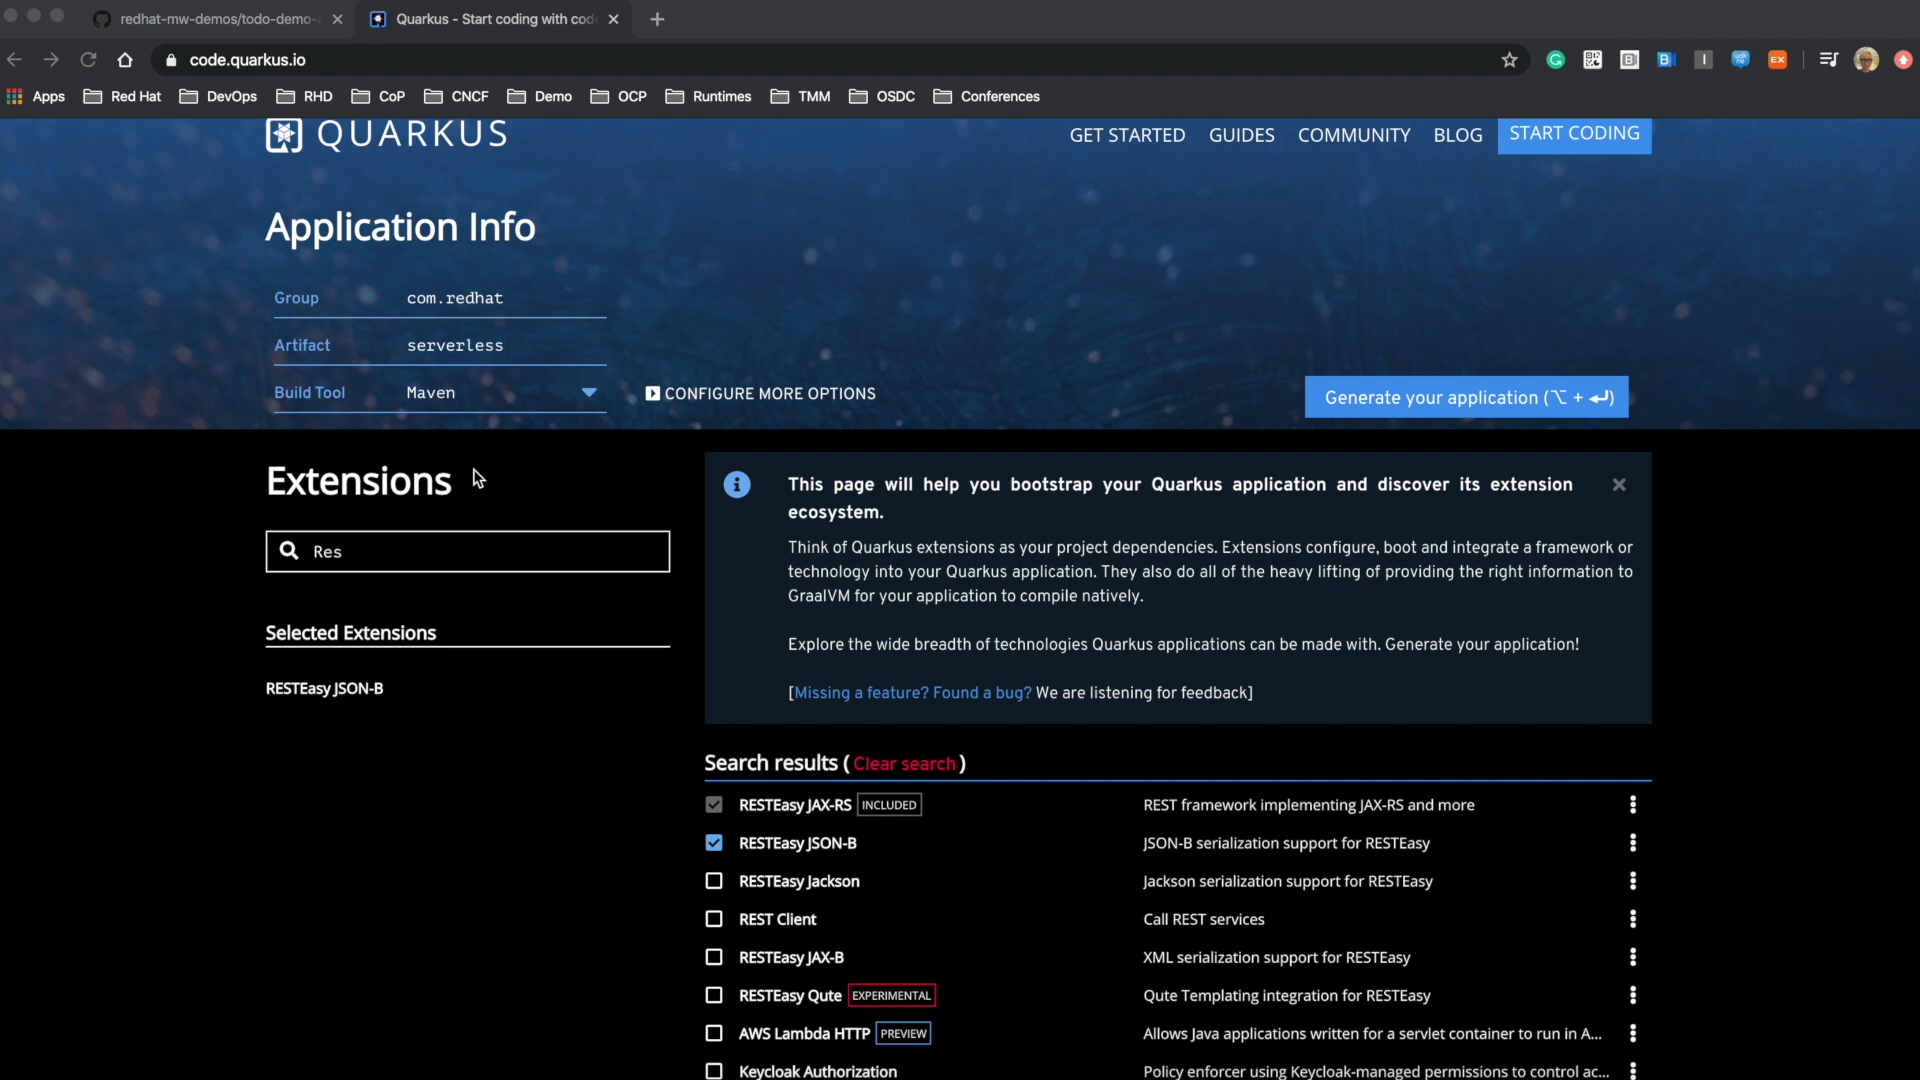 redhat-mw-demos/todo-demo-
Quarkus - Start coding with cod
code.quarkus.io
Apps Red Hat DevOps RHD CoP CNCF Demo OCP Runtimes TMM OSDC Conferences
QUARKUS GET STARTED GUIDES COMMUNITY BLOG START CODING
Application Info
Group com.redhat
Artifact serverless
Build Tool Maven CONFIGURE MORE OPTIONS Generate your application (⌥ + ↵)
Extensions
Res
Selected Extensions
RESTEasy JSON-B
This page will help you bootstrap your Quarkus application and discover its extension
ecosystem.
Think of Quarkus extensions as your project dependencies. Extensions configure, boot and integrate a framework or
technology into your Quarkus application. They also do all of the heavy lifting of providing the right information to
GraalVM for your application to compile natively.
Explore the wide breadth of technologies Quarkus applications can be made with. Generate your application!
[Missing a feature? Found a bug? We are listening for feedback]
Search results (Clear search)
RESTEasy JAX-RS INCLUDED REST framework implementing JAX-RS and more
RESTEasy JSON-B JSON-B serialization support for RESTEasy
RESTEasy Jackson Jackson serialization support for RESTEasy
REST Client Call REST services
RESTEasy JAX-B XML serialization support for RESTEasy
RESTEasy Qute EXPERIMENTAL Qute Templating integration for RESTEasy
AWS Lambda HTTP PREVIEW Allows Java applications written for a servlet container to run in A...
Keycloak Authorization Policy enforcer using Keycloak-managed permissions to control ac...